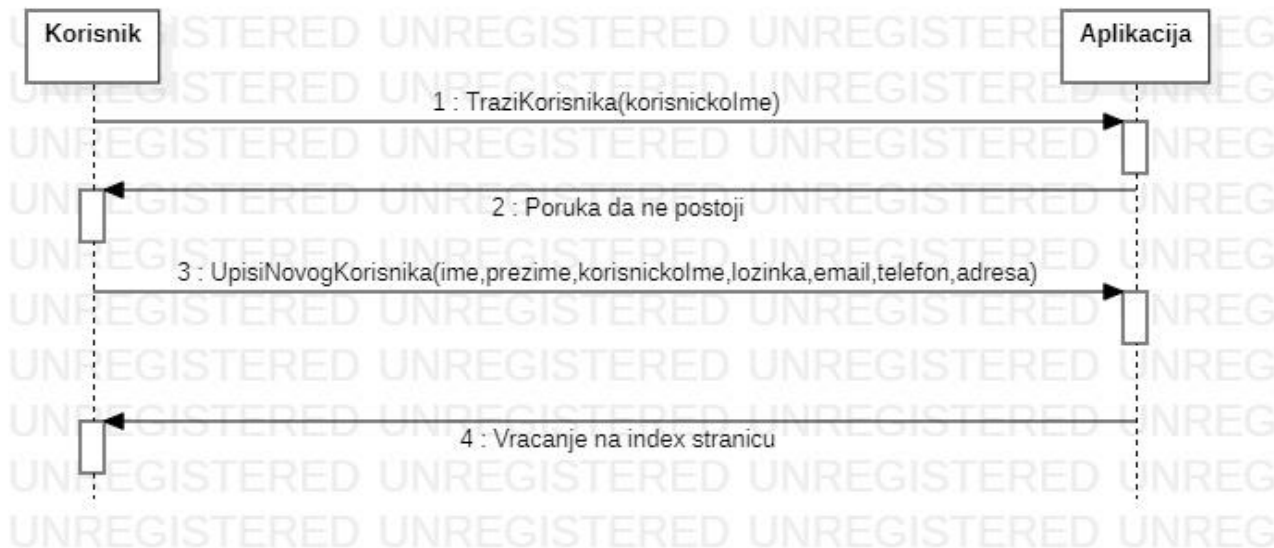 Korisnik
Aplikacija
1 : TraziKorisnika(korisnickoIme)
2 : Poruka da ne postoji
3 : UpisiNovogKorisnika(ime,prezime,korisnickoIme,lozinka,email,telefon,adresa)
4 : Vracanje na index stranicu
UNREGISTERED UNREGISTERED UNREGISTERED UNREG